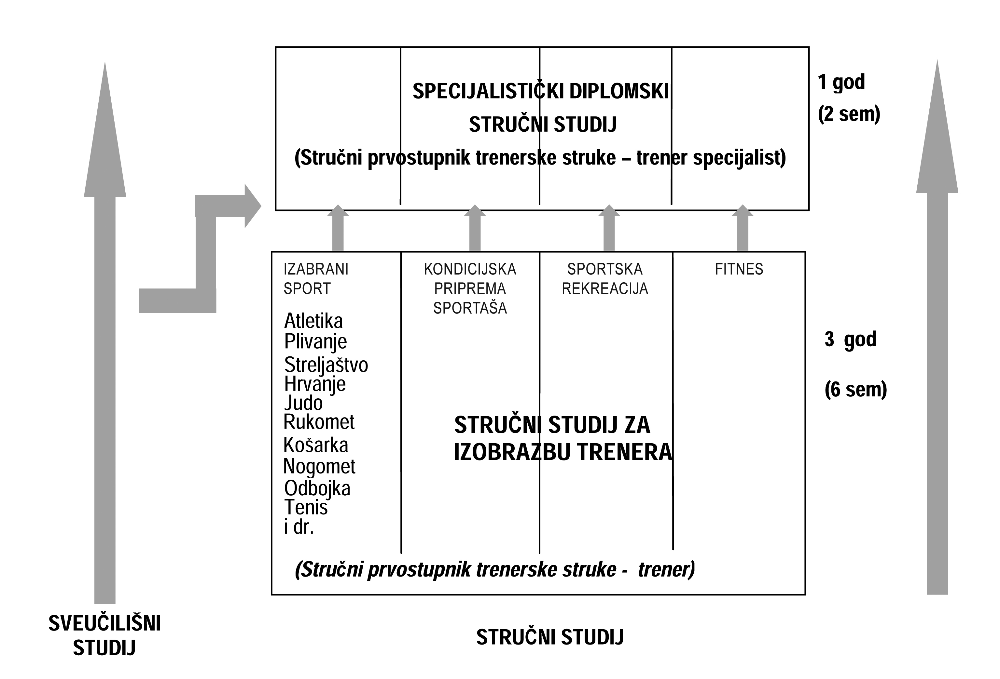 SPECIJALISTIČKI DIPLOMSKI
STRUČNI STUDIJ
(Stručni prvostupnik trenerske struke – trener specijalist)
1 god
(2 sem)
IZABRANI
SPORT
Atletika
Plivanje
Streljaštvo
Hrvanje
Judo
Rukomet
Košarka
Nogomet
Odbojka
Tenis
i dr.
KONDICIJSKA
PRIPREMA
SPORTAŠA
SPORTSKA
REKREACIJA
FITNES
STRUČNI STUDIJ ZA
IZOBRAZBU TRENERA
(Stručni prvostupnik trenerske struke - trener)
3 god
(6 sem)
SVEUČILIŠNI
STUDIJ
STRUČNI STUDIJ